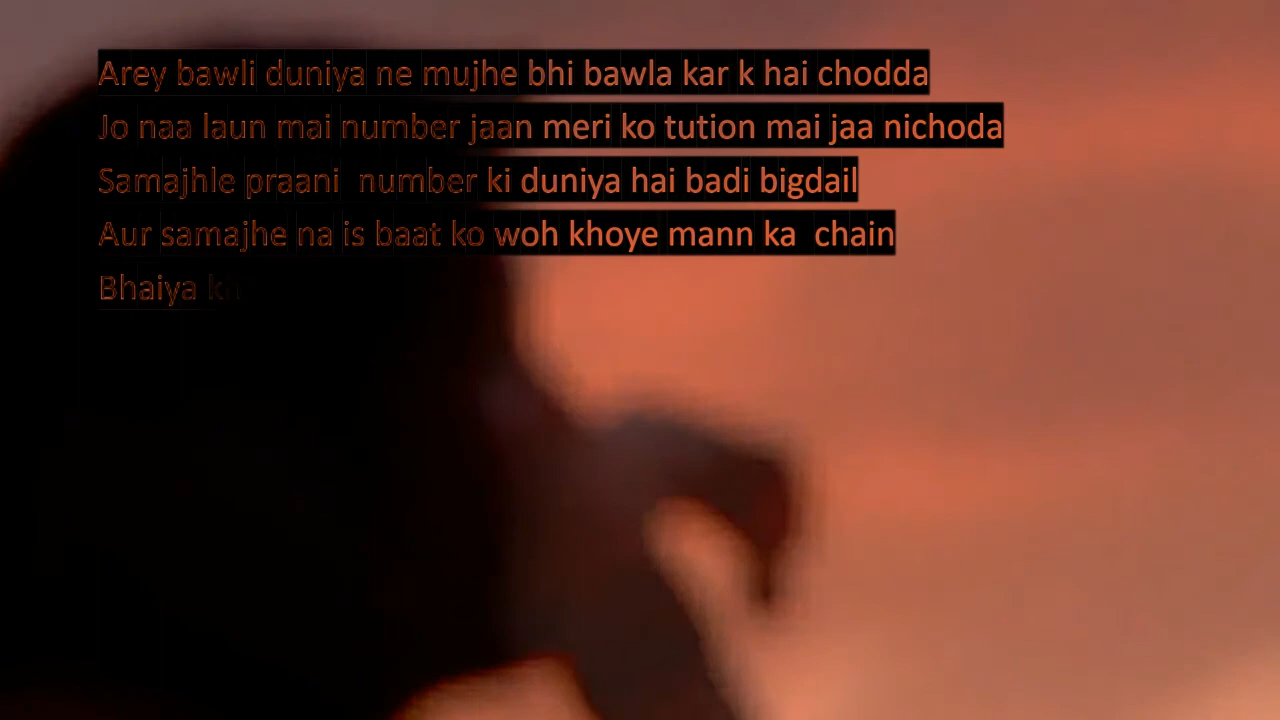 Arey bawli duniya ne mujhe bhi bawla kar k hai chodda
Jo naa laun mai number jaan meri ko tution mai jaa nichoda
Samajhle praani  number ki duniya hai badi bigdail
Aur samajhe na is baat ko woh khoye mann ka  chain
Bhaiya